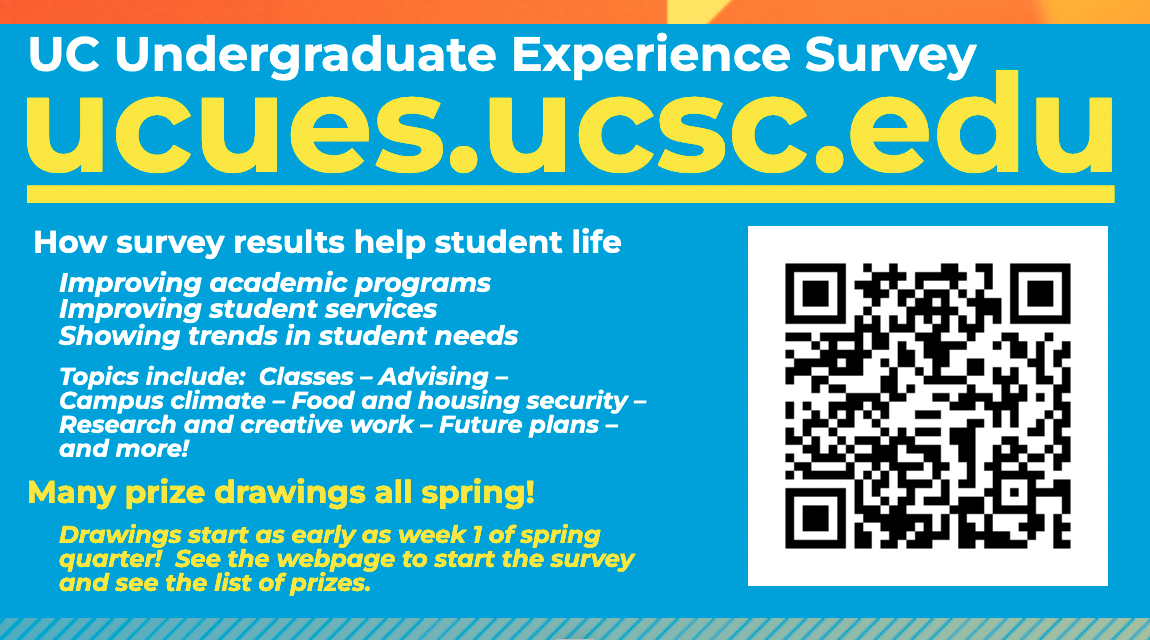 UC Undergraduate Experience Survey
ucues.ucsc.edu
How survey results help student life
Improving academic programs
Improving student services
Showing trends in student needs
Topics include:  Classes – Advising –
Campus climate – Food and housing security –
Research and creative work – Future plans –
and more!
Many prize drawings all spring!
Drawings start as early as week 1 of spring
quarter!  See the webpage to start the survey
and see the list of prizes.